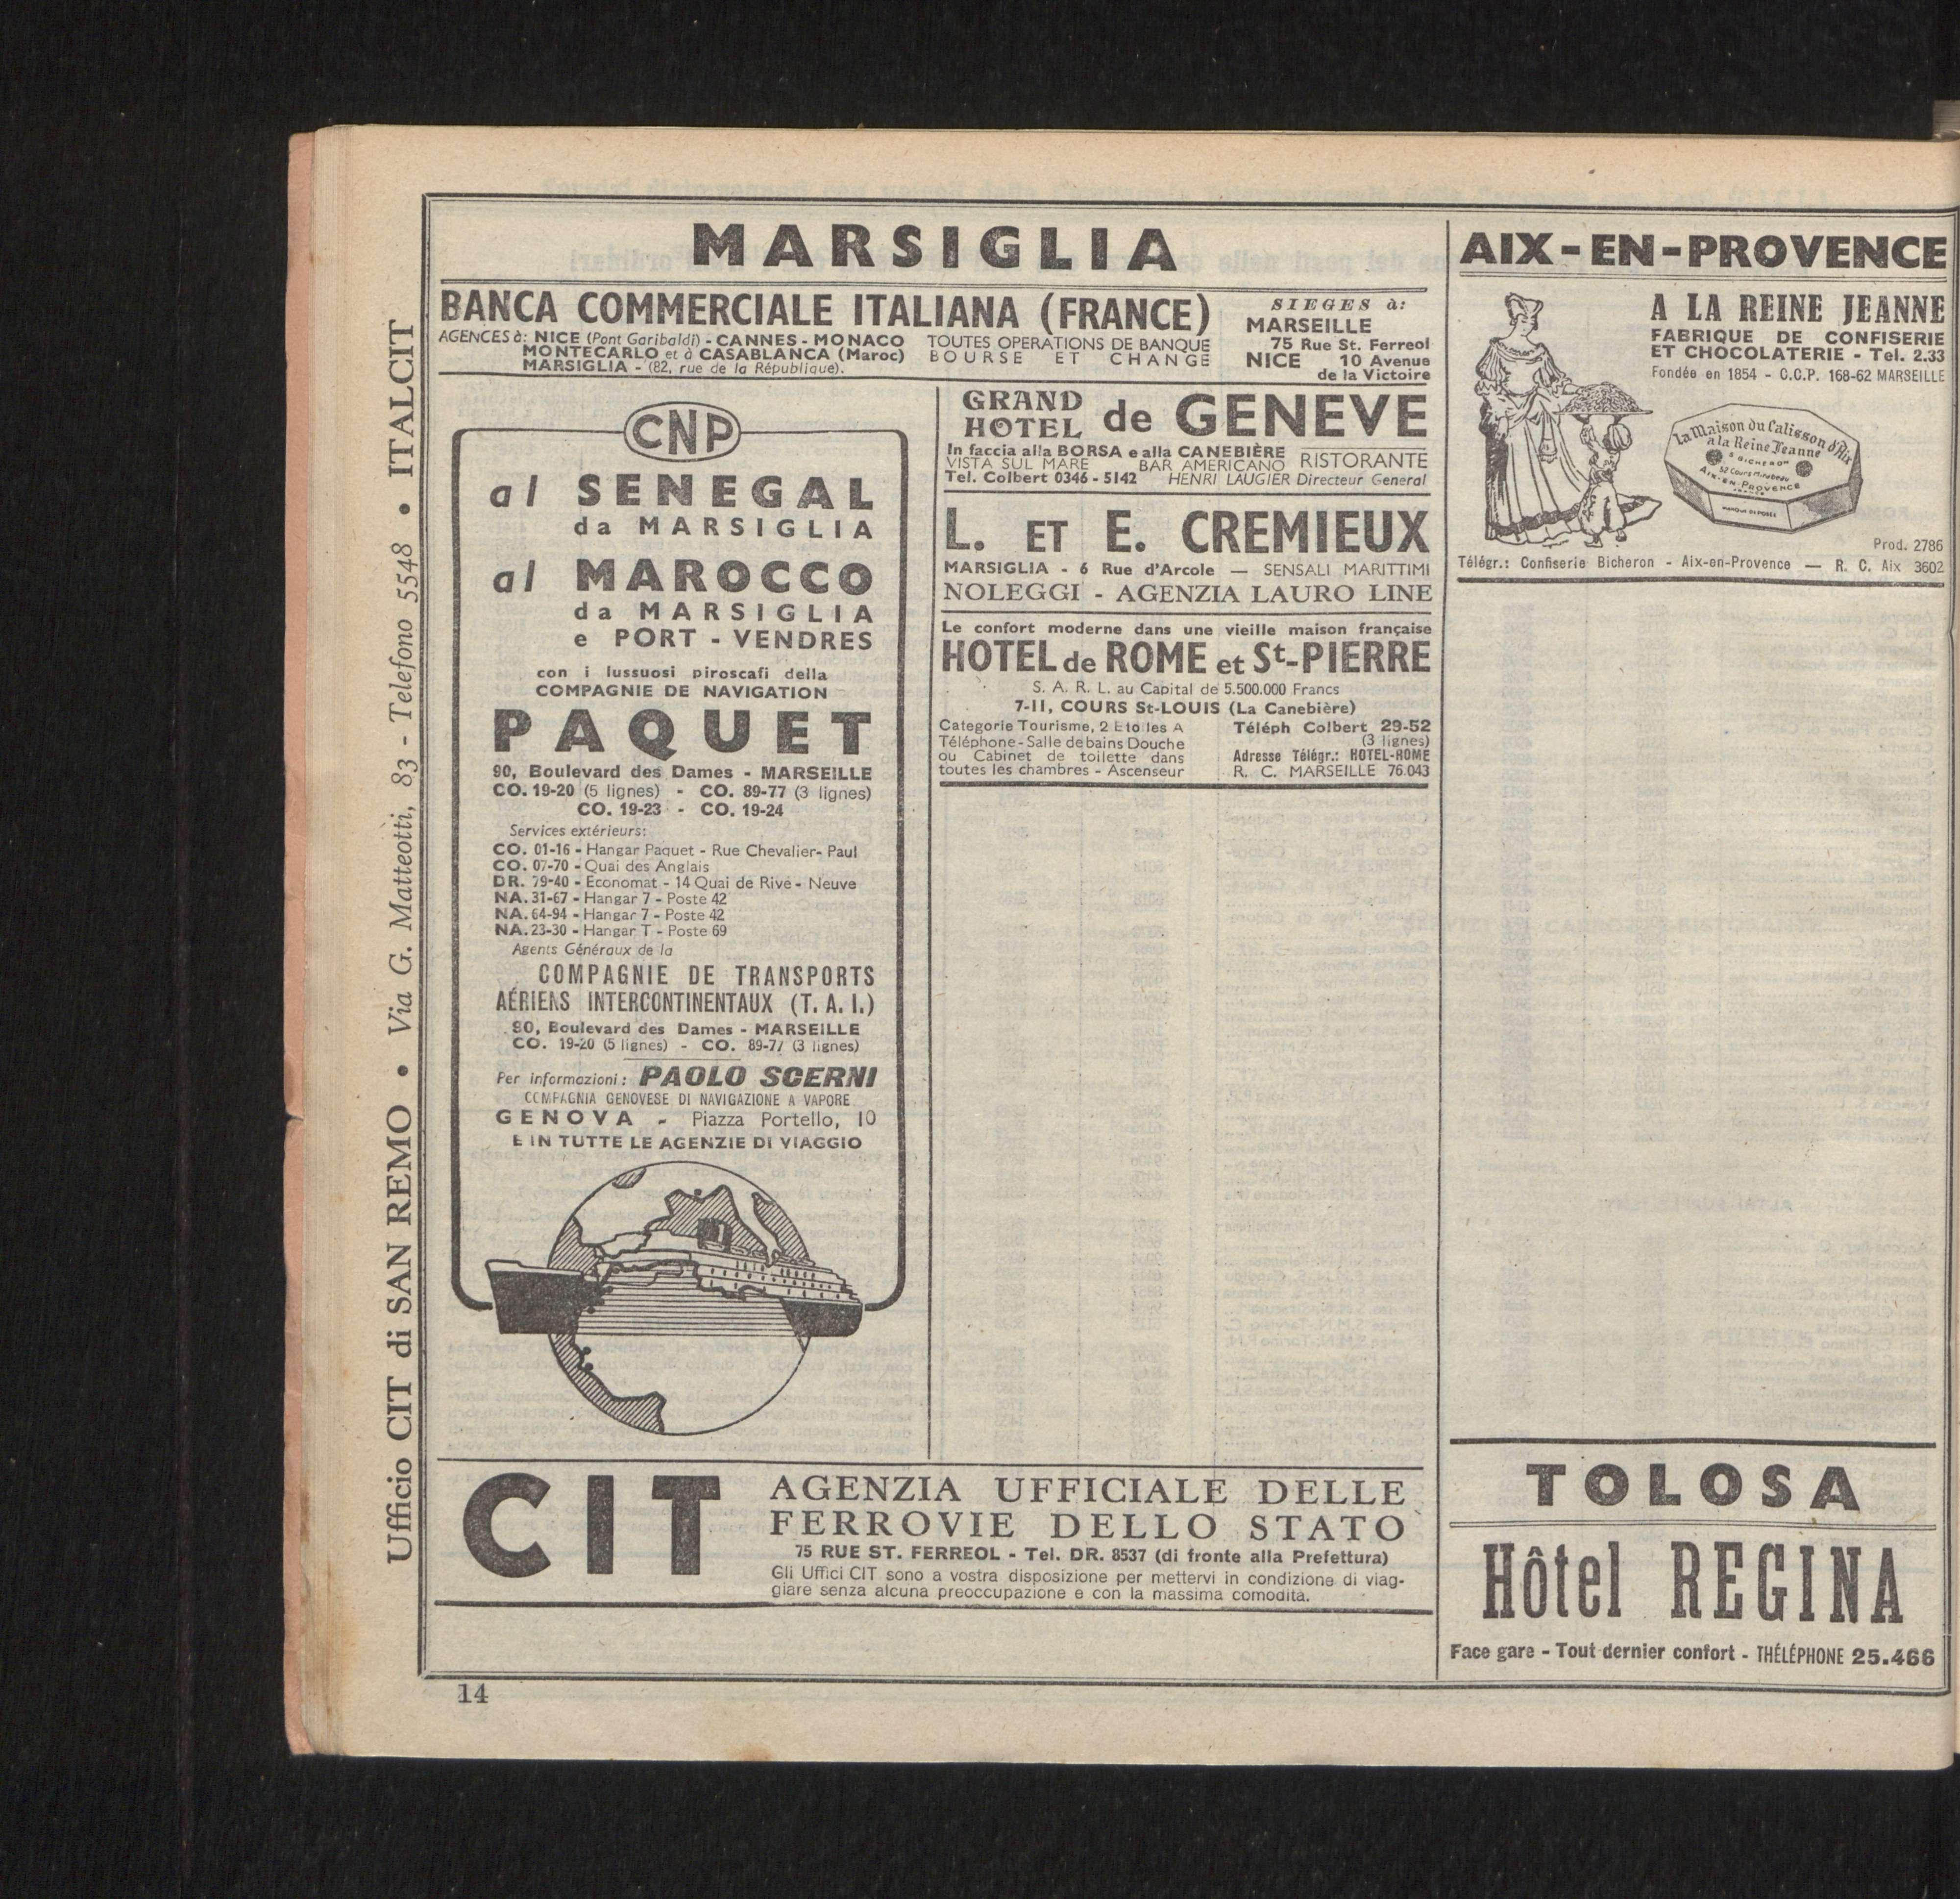 Ufficio CIT di SAN REMO • Via G. Matteotti, 83 - Telefono 5548 • ITALCIT
MARSIGLIA
BANCA COMMERCIALE ITALIANA (FRANCE)
AGENCES à: NICE (Pont Garibaldi) - CANNES - MONACO
MONTECARLO et à CASABLANCA (Maroc)
MARSIGLIA - (82, rue de la République).
TOUTES OPERATIONS DE BANQUE
BOURSE ET CHANGE
SIEGES à:
MARSEILLE
75 Rue St. Ferreol
NICE 10 Avenue
de la Victoire
CNP
al SENEGAL
da MARSIGLIA
al MAROCCO
da MARSIGLIA
e PORT - VENDRES
con i lussuosi piroscafi della
COMPAGNIE DE NAVIGATION
PAQUET
90, Boulevard des Dames - MARSEILLE
CO. 19-20 (5 lignes) - CO. 89-77 (3 lignes)
CO. 19-23 - CO. 19-24
Services extérieurs:
CO. 01-16 - Hangar Paquet - Rue Chevalier- Paul
CO. 07-70 - Quai des Anglais
DR. 79-40 - Economat - 14 Quai de Rive - Neuve
NA. 31-67 - Hangar 7 - Poste 42
NA. 64-94 - Hangar 7 - Poste 42
NA. 23-30 - Hangar T - Poste 69
Agents Généraux de la
COMPAGNIE DE TRANSPORTS
AÉRIENS INTERCONTINENTAUX (T. A. I.)
90, Boulevard des Dames - MARSEILLE
CO. 19-20 (5 lignes) - CO. 89-77 (3 lignes)
Per informazioni: PAOLO SCERNI
COMPAGNIA GENOVESE DI NAVIGAZIONE A VAPORE
GENOVA - Piazza Portello, 10
E IN TUTTE LE AGENZIE DI VIAGGIO
GRAND
HOTEL de GENEVE
In faccia alla BORSA e alla CANEBIÈRE
VISTA SUL MARE BAR AMERICANO RISTORANTE
Tel. Colbert 0346 - 5142 HENRI LAUGIER Directeur General
L. ET E. CREMIEUX
MARSIGLIA - 6 Rue d'Arcole — SENSALI MARITTIMI
NOLEGGI - AGENZIA LAURO LINE
Le confort moderne dans une vieille maison française
HOTEL de ROME et St-PIERRE
S. A. R. L. au Capital de 5.500.000 Francs
7-11, COURS St-LOUIS (La Canebière)
Categorie Tourisme, 2 Etoiles A
Téléphone - Salle de bains Douche
ou Cabinet de toilette dans
toutes les chambres - Ascenseur
Téléph Colbert 29-52
(3 lignes)
Adresse Télégr.: HOTEL-ROME
R. C. MARSEILLE 76.043
CIT
AGENZIA UFFICIALE DELLE
FERROVIE DELLO STATO
75 RUE ST. FERREOL - Tel. DR. 8537 (di fronte alla Prefettura)
Gli Uffici CIT sono a vostra disposizione per mettervi in condizione di viag-
giare senza alcuna preoccupazione e con la massima comodità.
AIX-EN-PROVENCE
A LA REINE JEANNE
FABRIQUE DE CONFISERIE
ET CHOCOLATERIE - Tel. 2.33
Fondée en 1854 - C.C.P. 168-62 MARSEILLE
La Maison du Calisson d'Aix
a la Reine Jeanne
BICHERON
52 Cours Mirabeau
AIX-EN-PROVENCE
FRANCE
MARQUE DÉPOSÉE
Prod. 2786
Télégr.: Confiserie Bicheron - Aix-en-Provence — R. C. Aix 3602
TOLOSA
Hôtel REGINA
Face gare - Tout dernier confort - THÉLÉPHONE 25.466
14